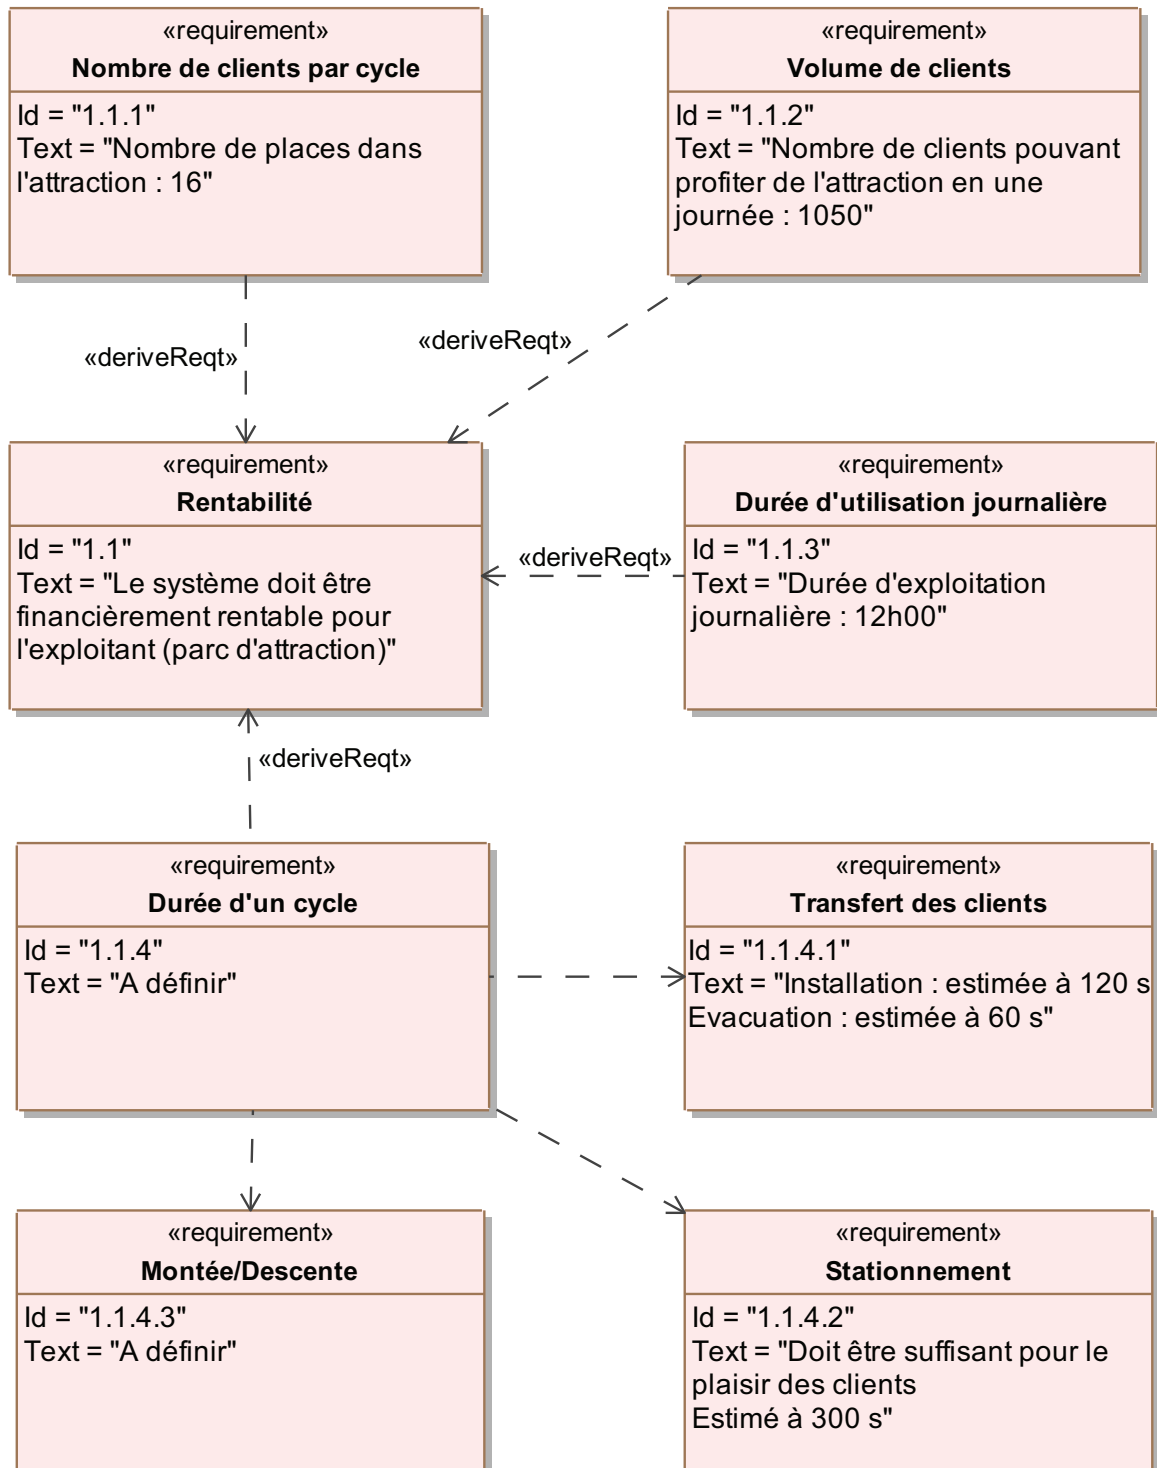 «requirement»
Nombre de clients par cycle
Id = "1.1.1"
Text = "Nombre de places dans
l'attraction : 16"
«requirement»
Volume de clients
Id = "1.1.2"
Text = "Nombre de clients pouvant
profiter de l'attraction en une
journée : 1050"
«deriveReqt»
«deriveReqt»
«requirement»
Rentabilité
Id = "1.1"
Text = "Le système doit être
financièrement rentable pour
l'exploitant (parc d'attraction)"
«deriveReqt»
«requirement»
Durée d'utilisation journalière
Id = "1.1.3"
Text = "Durée d'exploitation
journalière : 12h00"
«deriveReqt»
«requirement»
Durée d'un cycle
Id = "1.1.4"
Text = "A définir"
«requirement»
Transfert des clients
Id = "1.1.4.1"
Text = "Installation : estimée à 120 s
Evacuation : estimée à 60 s"
«requirement»
Montée/Descente
Id = "1.1.4.3"
Text = "A définir"
«requirement»
Stationnement
Id = "1.1.4.2"
Text = "Doit être suffisant pour le
plaisir des clients
Estimé à 300 s"